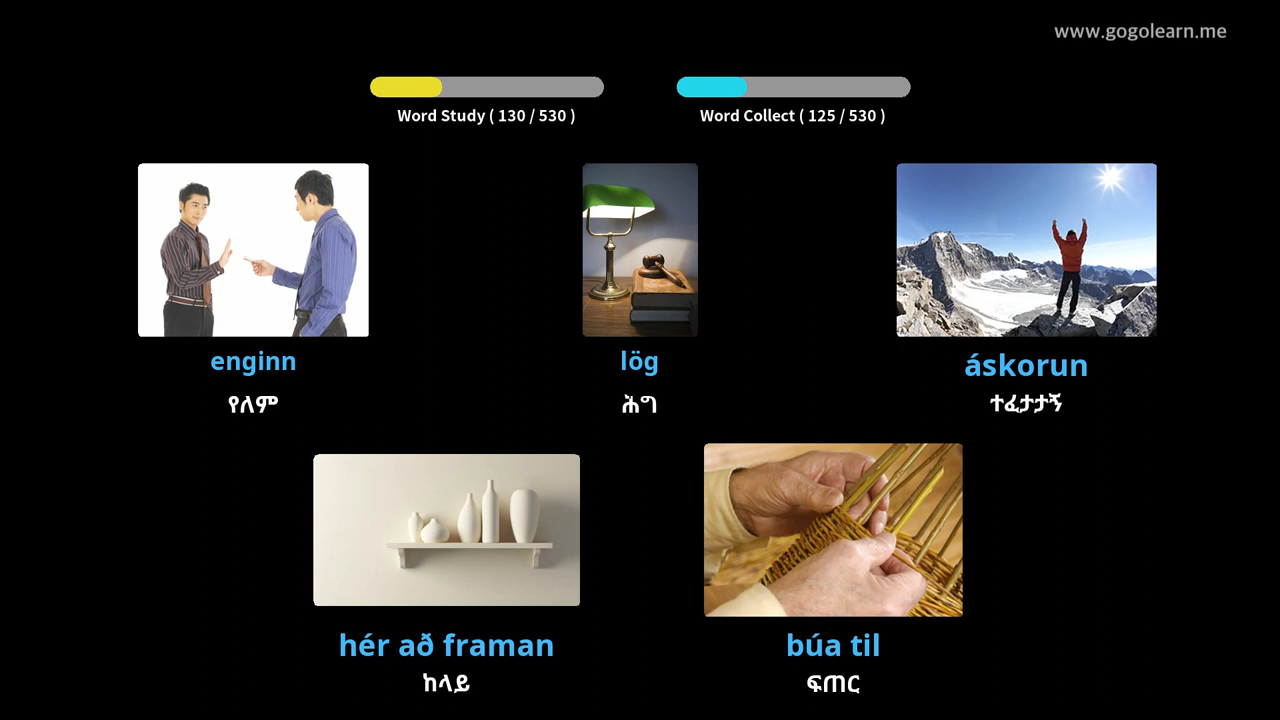 www.gogolearn.me
Word Study ( 130 / 530 )
Word Collect ( 125 / 530 )
enginn
የለም
lög
ሕግ
áskorun
ተፈታታኝ
hér að framan
ከላይ
búa til
ፍጠር